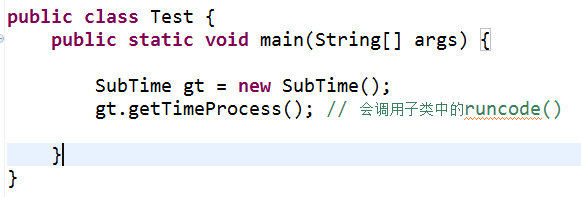 public class Test {
public static void main(String[] args) {
SubTime gt = new SubTime();
gt.getTimeProcess(); // 会调用子类中的runcode()
}
}